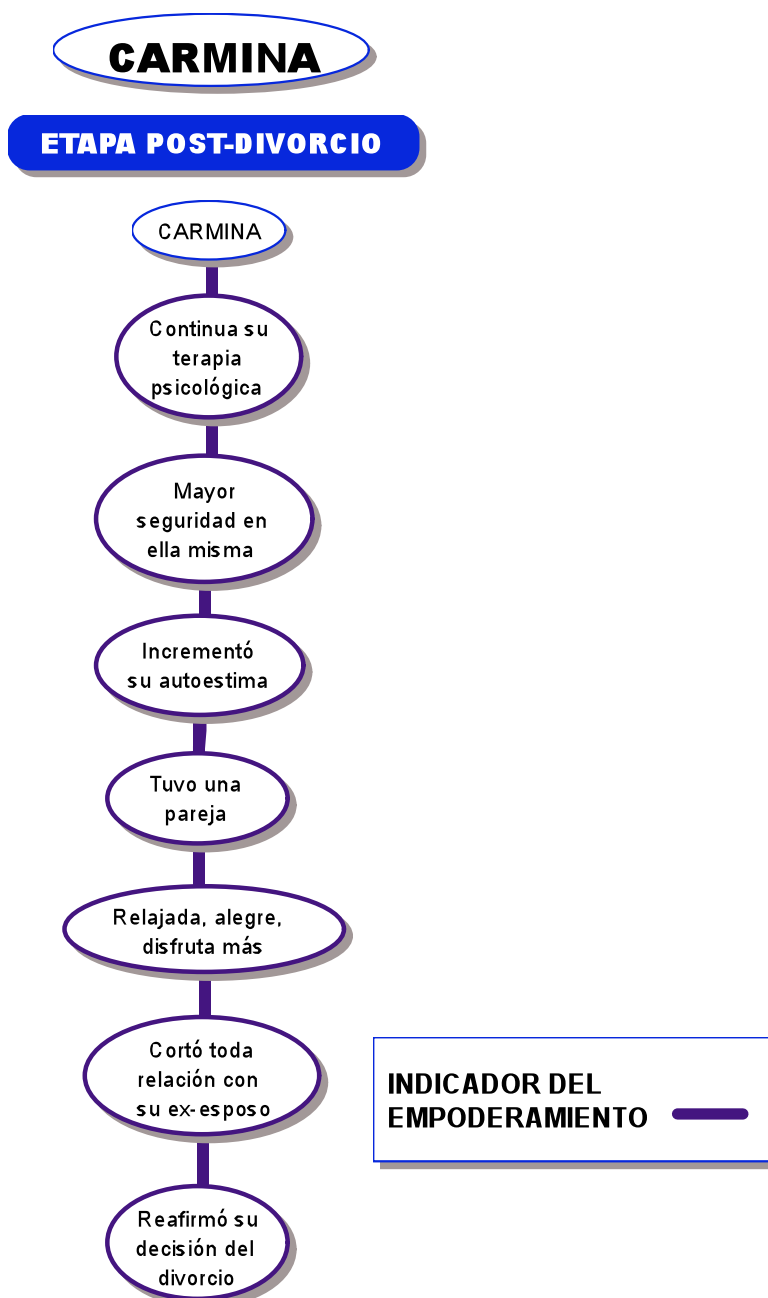 CARMINA
ETAPA POST-DIVORCIO
CARMINA
Continua su
terapia
psicológica
Mayor
seguridad en
ella misma
Incrementó
su autoestima
Tuvo una
pareja
Relajada, alegre,
disfruta más
Cortó toda
relación con
su ex-esposo
INDICADOR DEL
EMPODERAMIENTO
Reafirmó su
decisión del
divorcio